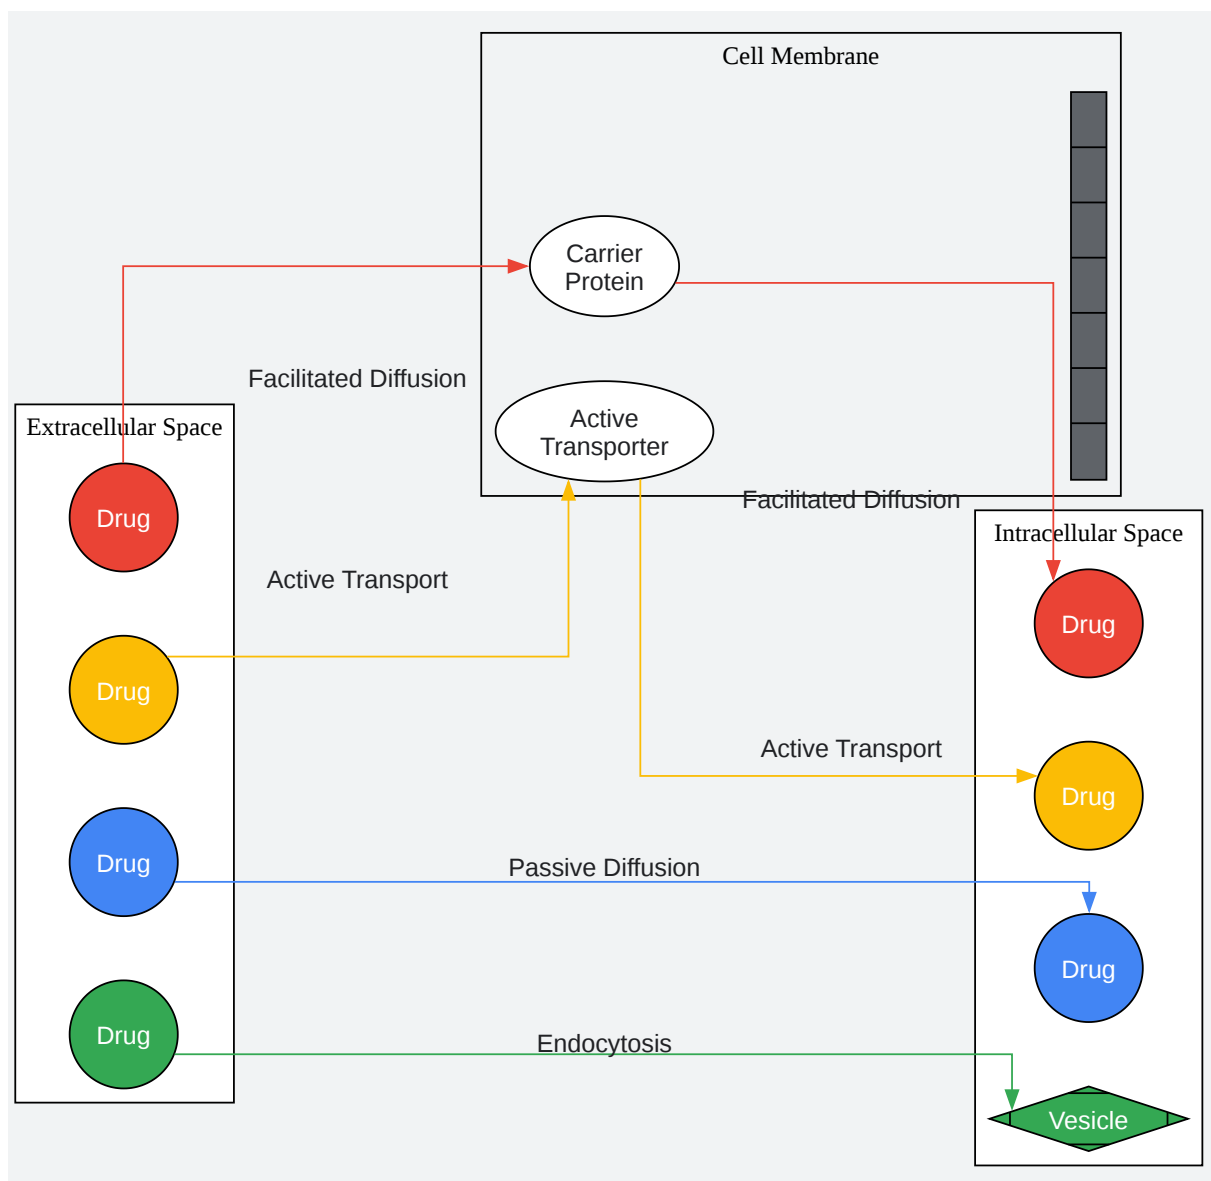 Cell Membrane
Carrier
Protein
Facilitated Diffusion
Active
Transporter
Extracellular Space
Facilitated Diffusion
Drug
Intracellular Space
Active Transport
Drug
Drug
Active Transport
Drug
Drug
Passive Diffusion
Drug
Drug
Endocytosis
Vesicle